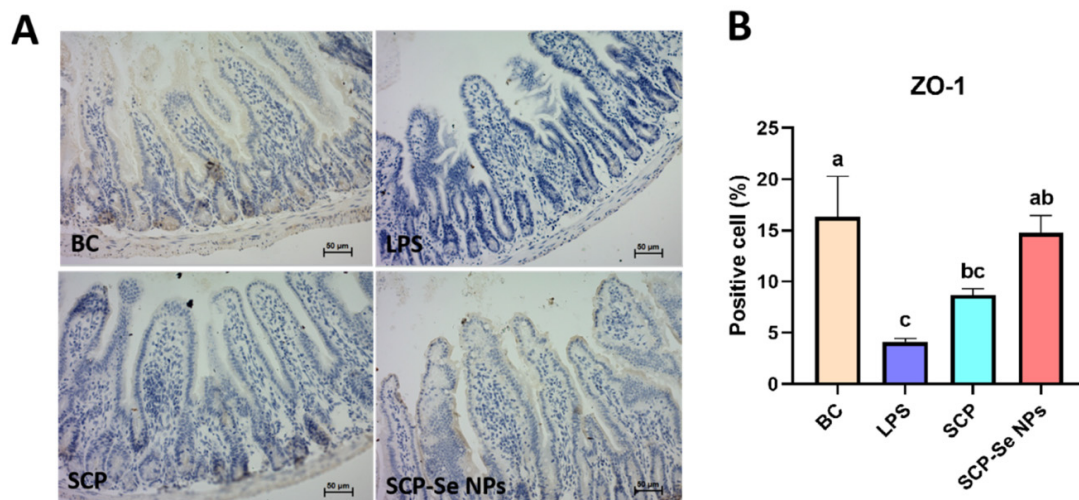 A
BC
50 µm
LPS
50 µm
SCP
50 µm
SCP-Se NPs
50 µm
B
ZO-1
Positive cell (%)
25
20
15
10
5
0
a
c
bc
ab
BC
LPS
SCP
SCP-Se NPs